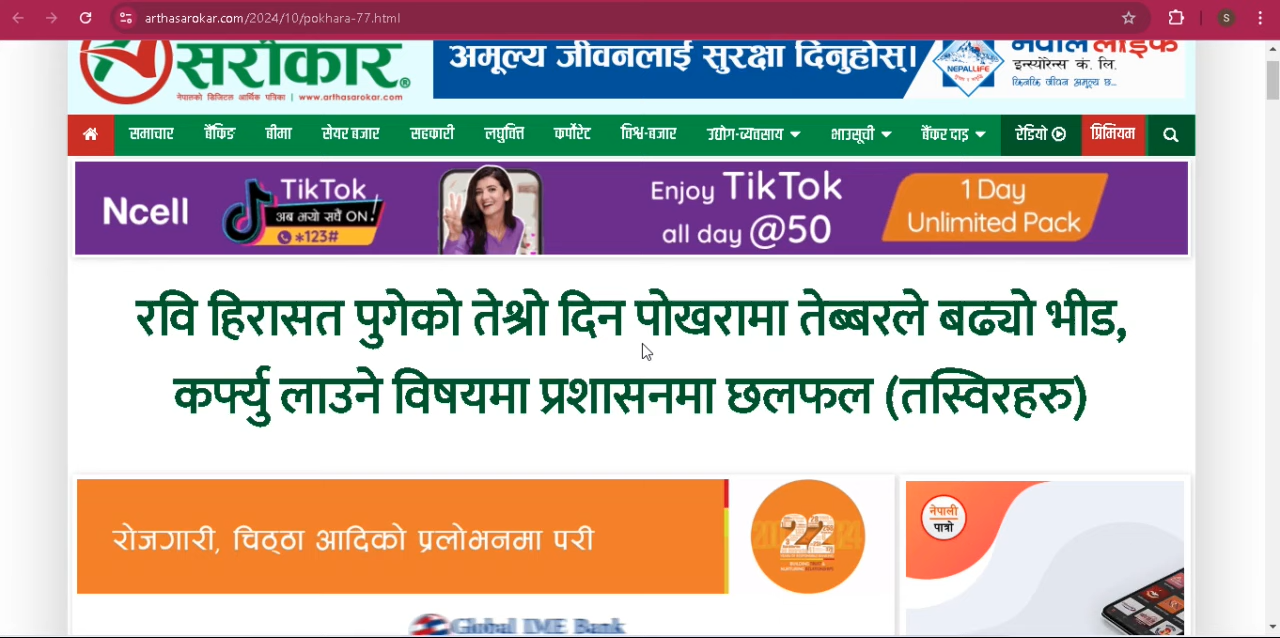 arthasarokar.com/2024/10/pokhara-77.html
S
सरोकार®
नेपालको डिजिटल आर्थिक पत्रिका | www.arthasarokar.com
अमूल्य जीवनलाई सुरक्षा दिनुहोस्।
NEPALLIFE
नेपाल लाइफ
इन्स्योरेन्स कं. लि.
किनकि जीवन अमूल्य छ...
समाचार बैंकिङ बीमा सेयर बजार सहकारी लघुवित्त कर्पोरेट विश्व-बजार उद्योग-व्यवसाय भाउसूची बैंकर दाइ रेडियो प्रिमियम
Ncell
TikTok
अब भयो सधैं ON!
*123#
Enjoy TikTok
all day @50
1 Day
Unlimited Pack
रवि हिरासत पुगेको तेश्रो दिन पोखरामा तेब्बरले बढ्यो भीड,
कर्फ्यु लाउने विषयमा प्रशासनमा छलफल (तस्विरहरु)
रोजगारी, चिठ्ठा आदिको प्रलोभनमा परी
22
नेपाली
पात्रो
Global IME Bank